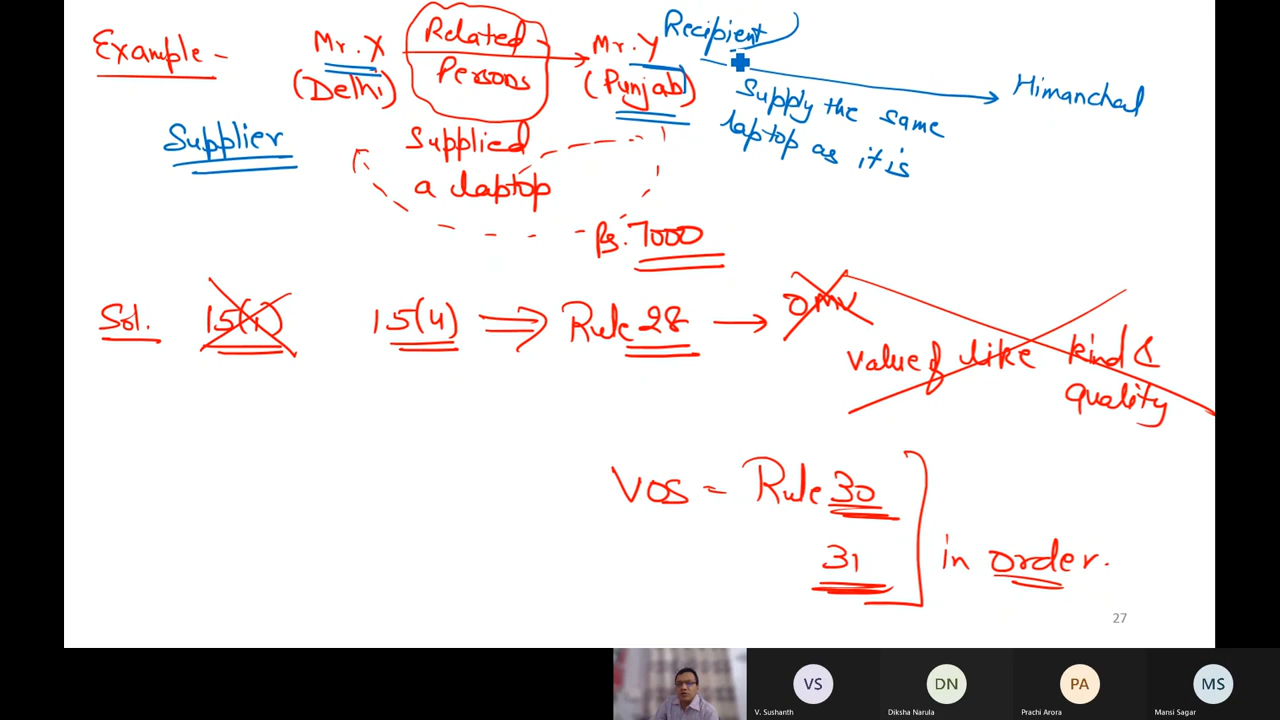 Example -
Mr. X
Related
Persons
Mr. Y
Recipient
(Delhi)
(Punjab)
Himanchal
Supply the same
laptop as it is
Supplier
Supplied
a laptop
Rs. 7000
Sol.
15(1)
15(4)
Rule 28
OMV
value of like kind &
quality
VOS = Rule 30
31
in order.
27
VS
DN
PA
MS
V. Sushanth
Diksha Narula
Prachi Arora
Mansi Sagar